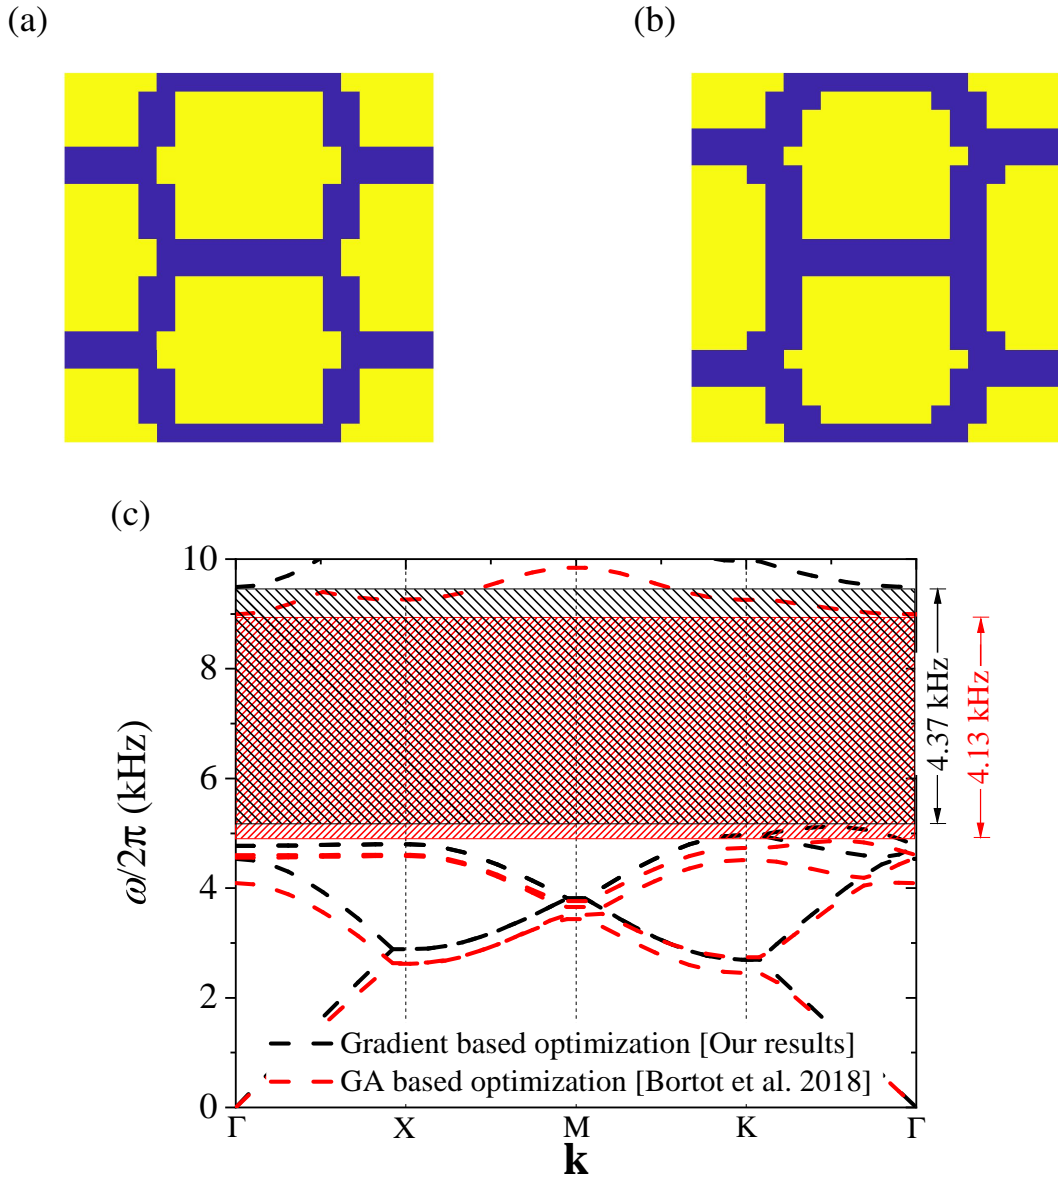 (a)
(b)
(c)
10
8
6
4
2
0
ω/2π (kHz)
4.37 kHz
4.13 kHz
Gradient based optimization [Our results]
GA based optimization [Bortot et al. 2018]
Γ X M K Γ
k